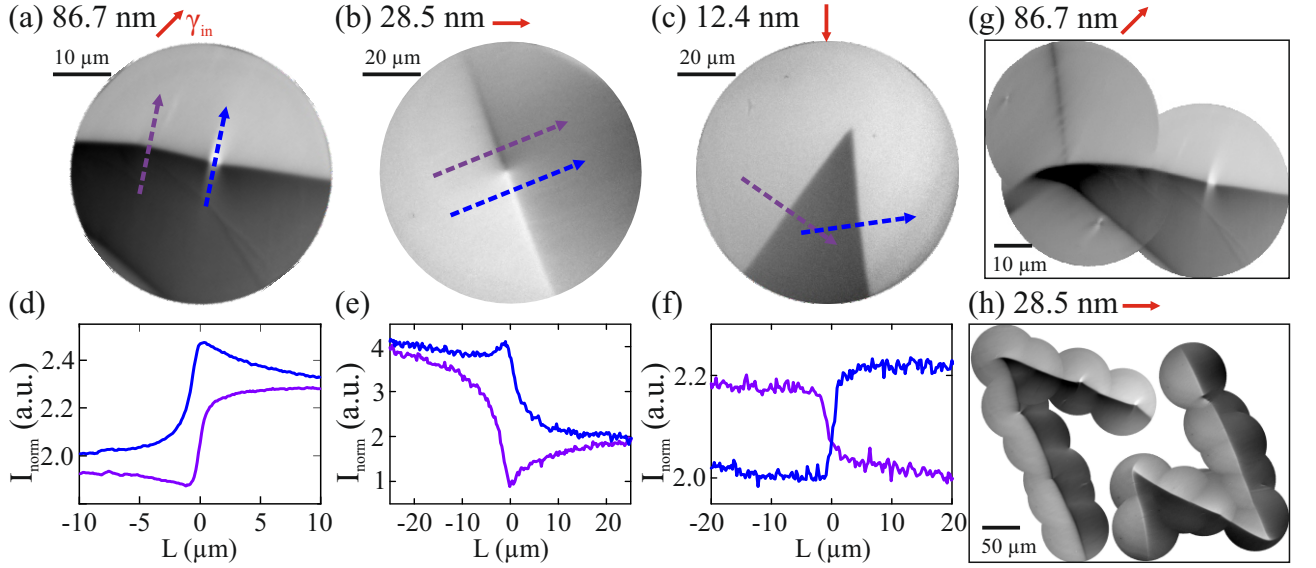 (a) 86.7 nm γin
10 μm
(b) 28.5 nm
20 μm
(c) 12.4 nm
20 μm
(g) 86.7 nm
10 μm
(d)
2.4
2.2
2.0
Inorm (a.u.)
-10 -5 0 5 10
L (μm)
(e)
4
3
2
1
Inorm (a.u.)
-20 -10 0 10 20
L (μm)
(f)
2.2
2.0
Inorm (a.u.)
-20 -10 0 10 20
L (μm)
(h) 28.5 nm
50 μm